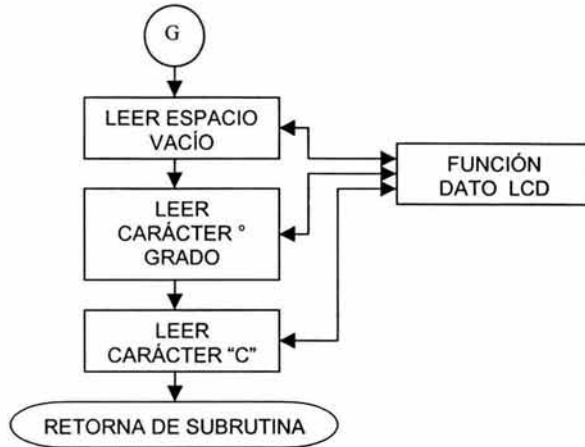 G
LEER ESPACIO
VACÍO
FUNCIÓN
DATO LCD
LEER
CARÁCTER °
GRADO
LEER
CARÁCTER “C”
RETORNA DE SUBRUTINA